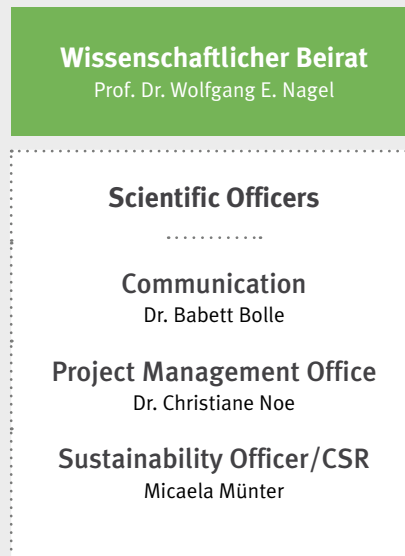 Wissenschaftlicher Beirat
Prof. Dr. Wolfgang E. Nagel
Scientific Officers
Communication
Dr. Babett Bolle
Project Management Office
Dr. Christiane Noe
Sustainability Officer/CSR
Micaela Münter